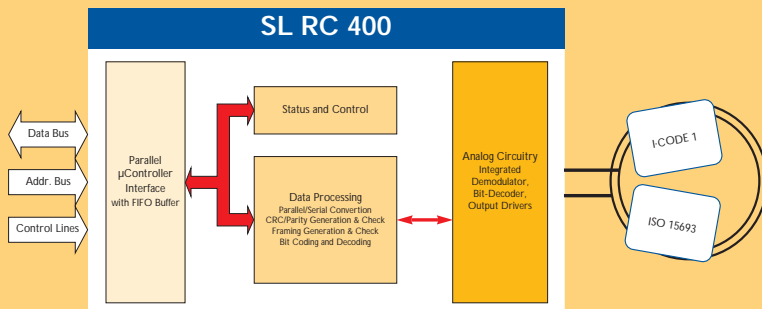 SL RC 400
Data Bus
Addr. Bus
Control Lines
Parallel
µController
Interface
with FIFO Buffer
Status and Control
Data Processing
Parallel/Serial Convertion
CRC/Parity Generation & Check
Framing Generation & Check
Bit Coding and Decoding
Analog Circuitry
Integrated
Demodulator,
Bit-Decoder,
Output Drivers
I·CODE 1
ISO 15693